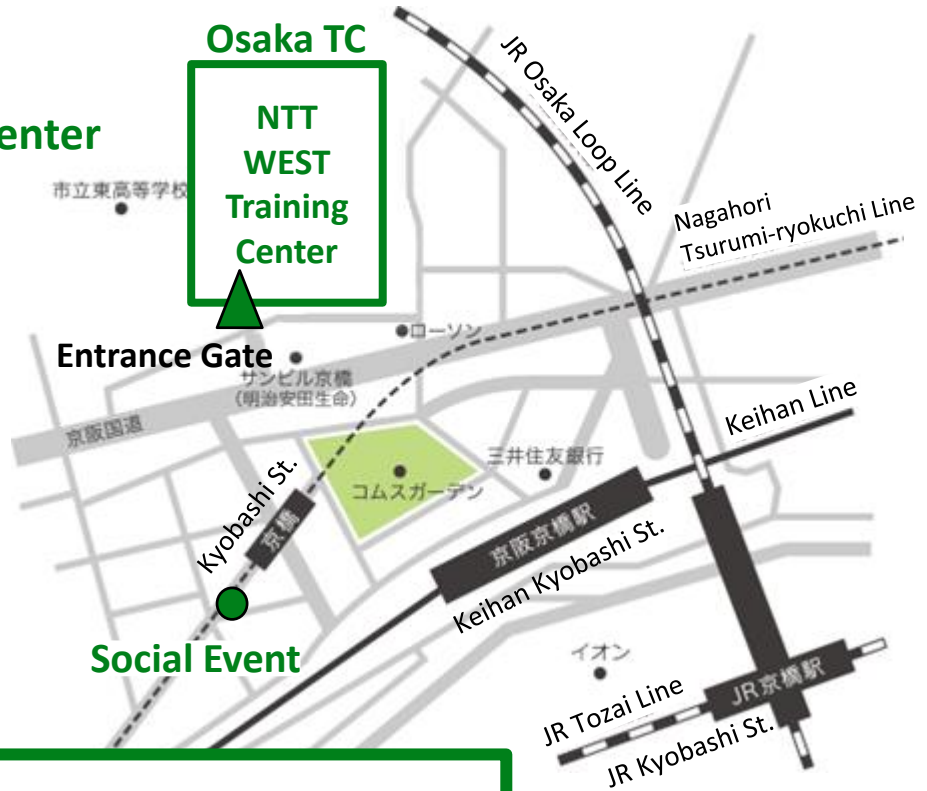 Osaka TC
JR Osaka Loop Line
NTT
WEST
Training
Center
enter
市立東高等学校
Nagahori
Tsurumi-ryokuchi Line
ローソン
Entrance Gate
サンビル京橋
(明治安田生命)
京阪国道
Keihan Line
三井住友銀行
コムスガーデン
Kyobashi St.
京橋
京阪京橋駅
Keihan Kyobashi St.
Social Event
イオン
JR京橋駅
JR Tozai Line
JR Kyobashi St.